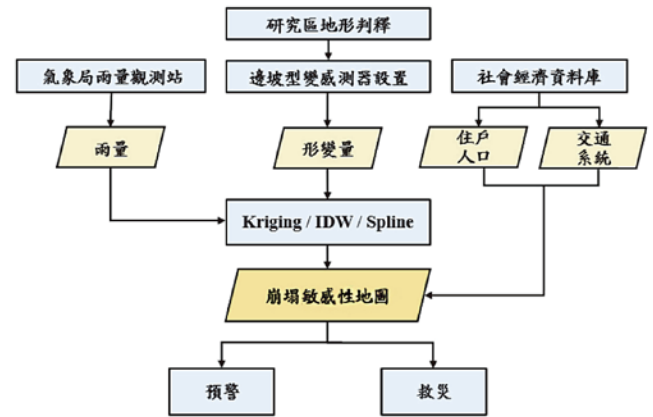 研究區地形判釋
氣象局雨量觀測站
邊坡型變感測器設置
社會經濟資料庫
雨量
形變量
住戶
人口
交通
系統
Kriging / IDW / Spline
崩塌敏感性地圖
預警
救災